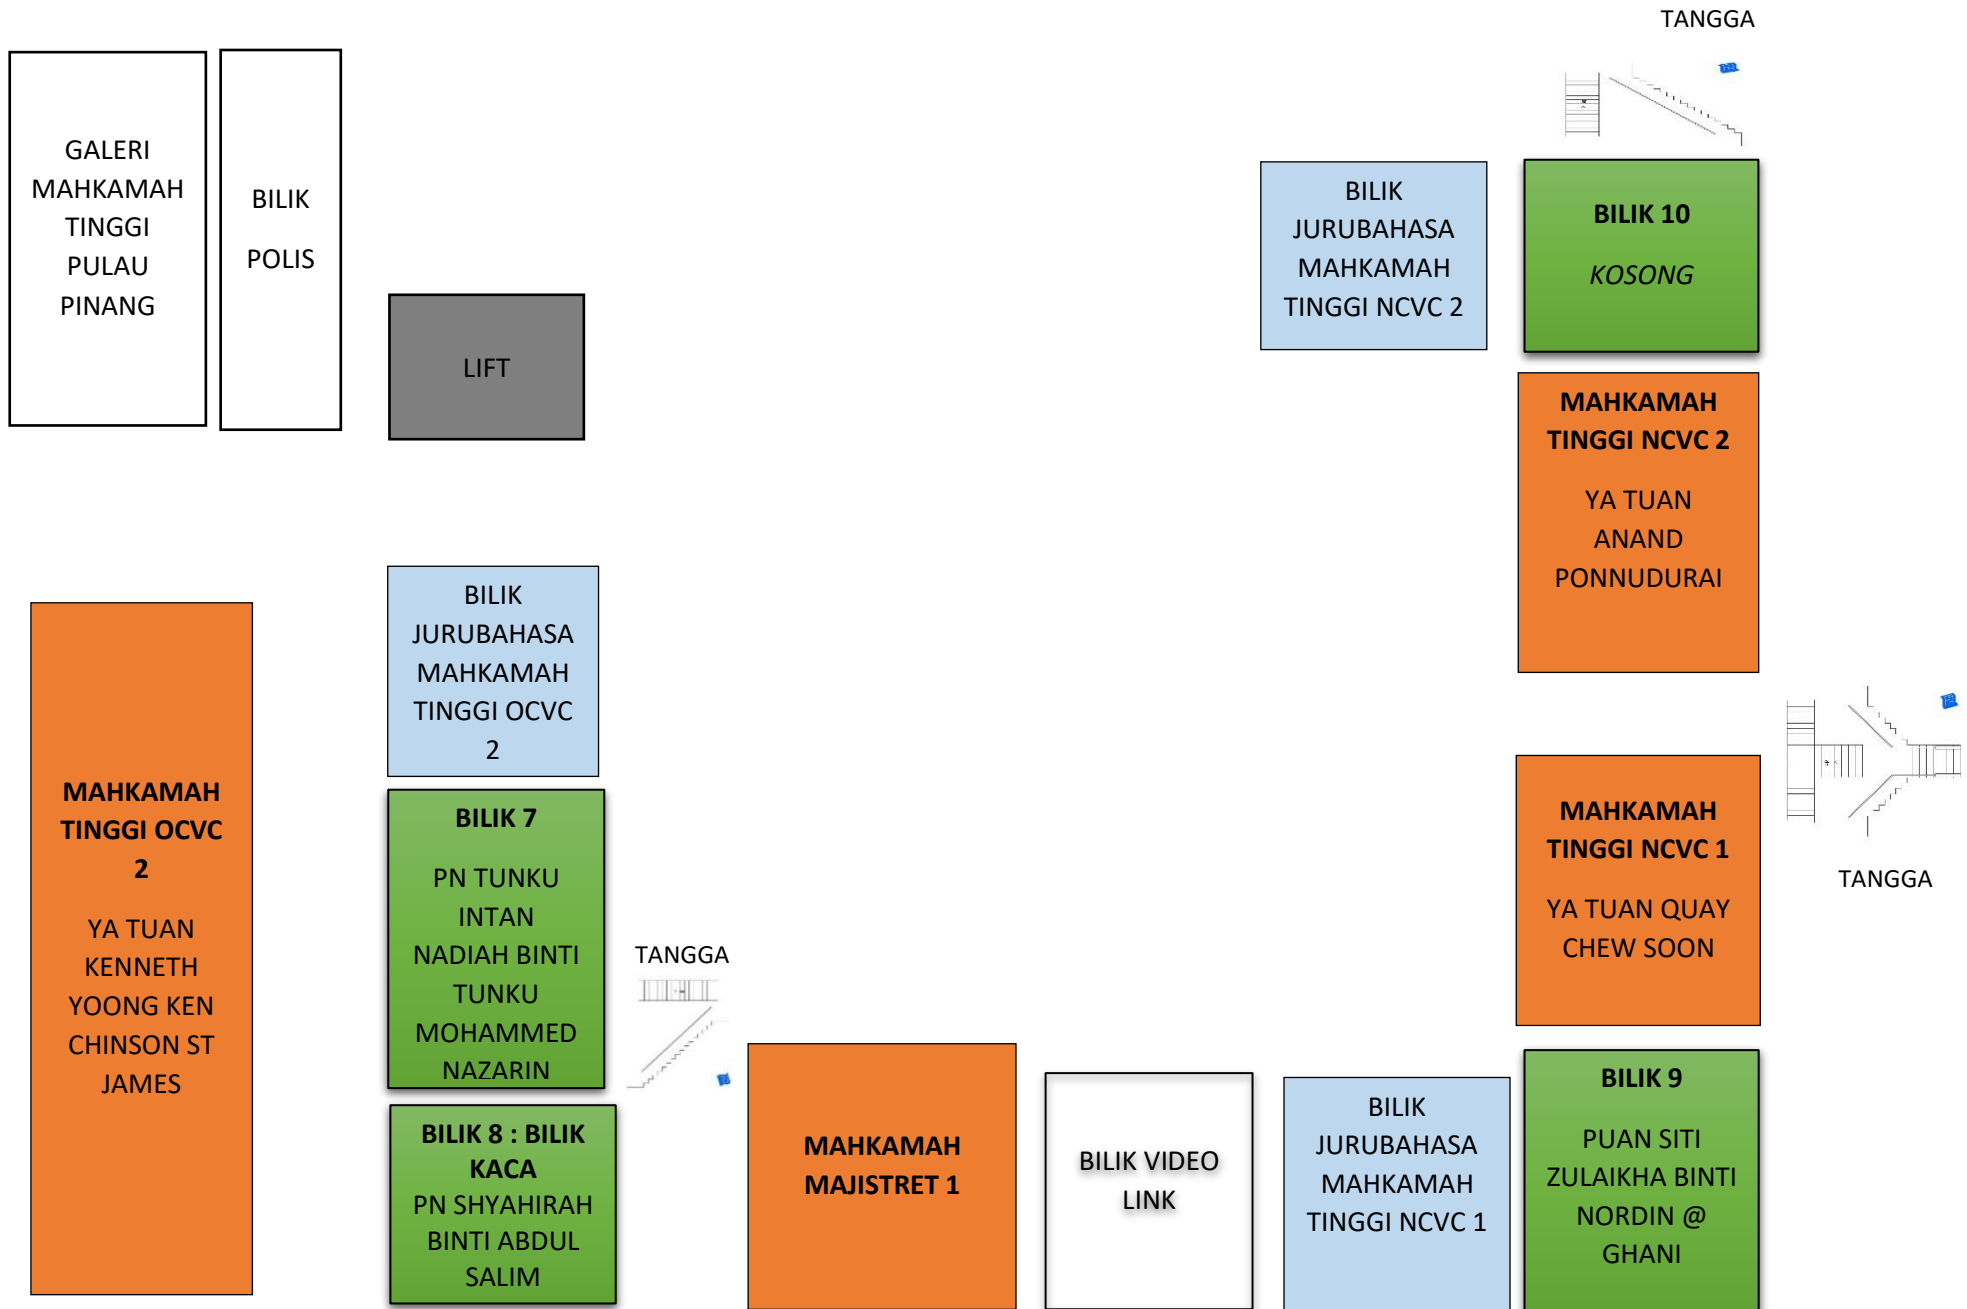 TANGGA
GALERI
MAHKAMAH
TINGGI
PULAU
PINANG
BILIK
POLIS
LIFT
BILIK
JURUBAHASA
MAHKAMAH
TINGGI NCVC 2
BILIK 10
KOSONG
MAHKAMAH
TINGGI NCVC 2
YA TUAN
ANAND
PONNUDURAI
MAHKAMAH
TINGGI OCVC
2
YA TUAN
KENNETH
YOONG KEN
CHINSON ST
JAMES
BILIK
JURUBAHASA
MAHKAMAH
TINGGI OCVC
2
BILIK 7
PN TUNKU
INTAN
NADIAH BINTI
TUNKU
MOHAMMED
NAZARIN
TANGGA
BILIK 8 : BILIK
KACA
PN SHYAHIRAH
BINTI ABDUL
SALIM
MAHKAMAH
MAJISTRET 1
BILIK VIDEO
LINK
BILIK
JURUBAHASA
MAHKAMAH
TINGGI NCVC 1
MAHKAMAH
TINGGI NCVC 1
YA TUAN QUAY
CHEW SOON
TANGGA
BILIK 9
PUAN SITI
ZULAIKHA BINTI
NORDIN @
GHANI